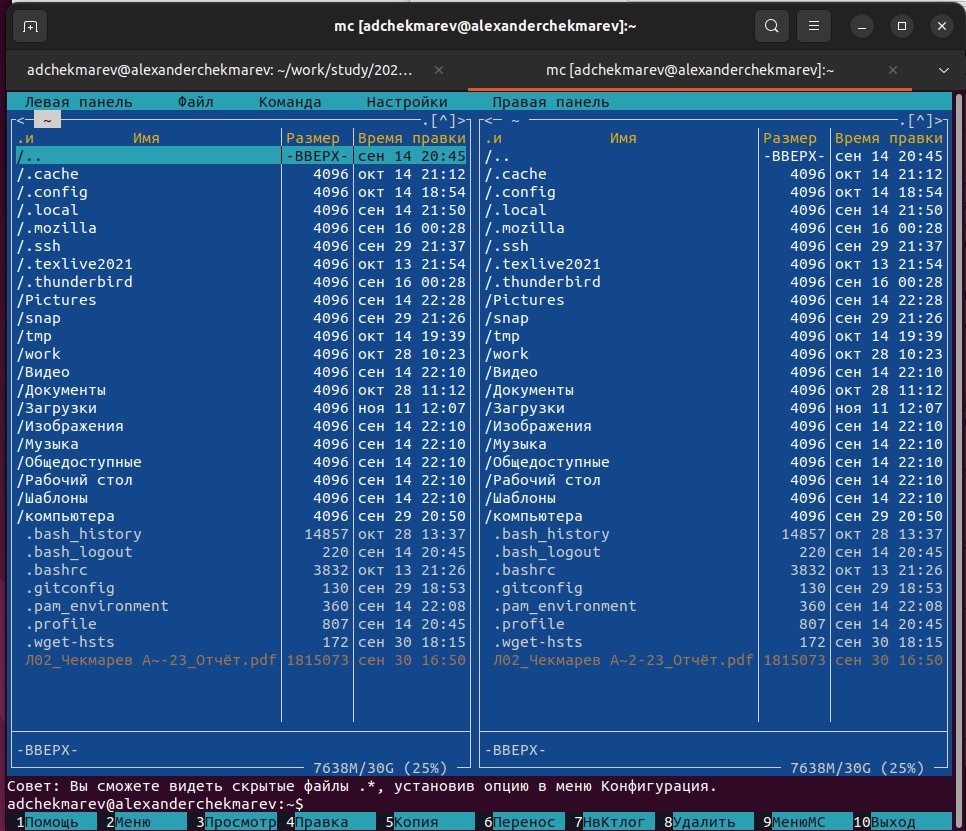 mc [adchekmarev@alexanderchekmarev]:~
adchekmarev@alexanderchekmarev: ~/work/study/202... × mc [adchekmarev@alexanderchekmarev]:~ ×
Левая панель Файл Команда Настройки Правая панель
<─ ~ ─.[^]> <─ ~ ─.[^]>
.и Имя Размер Время правки .и Имя Размер Время правки
/.. -ВВЕРХ- сен 14 20:45 /.. -ВВЕРХ- сен 14 20:45
/.cache 4096 окт 14 21:12 /.cache 4096 окт 14 21:12
/.config 4096 окт 14 18:54 /.config 4096 окт 14 18:54
/.local 4096 сен 14 21:50 /.local 4096 сен 14 21:50
/.mozilla 4096 сен 16 00:28 /.mozilla 4096 сен 16 00:28
/.ssh 4096 сен 29 21:37 /.ssh 4096 сен 29 21:37
/.texlive2021 4096 окт 13 21:54 /.texlive2021 4096 окт 13 21:54
/.thunderbird 4096 сен 16 00:28 /.thunderbird 4096 сен 16 00:28
/Pictures 4096 сен 14 22:28 /Pictures 4096 сен 14 22:28
/snap 4096 сен 29 21:26 /snap 4096 сен 29 21:26
/tmp 4096 окт 14 19:39 /tmp 4096 окт 14 19:39
/work 4096 окт 28 10:23 /work 4096 окт 28 10:23
/Видео 4096 сен 14 22:10 /Видео 4096 сен 14 22:10
/Документы 4096 окт 28 11:12 /Документы 4096 окт 28 11:12
/Загрузки 4096 ноя 11 12:07 /Загрузки 4096 ноя 11 12:07
/Изображения 4096 сен 14 22:10 /Изображения 4096 сен 14 22:10
/Музыка 4096 сен 14 22:10 /Музыка 4096 сен 14 22:10
/Общедоступные 4096 сен 14 22:10 /Общедоступные 4096 сен 14 22:10
/Рабочий стол 4096 сен 14 22:10 /Рабочий стол 4096 сен 14 22:10
/Шаблоны 4096 сен 14 22:10 /Шаблоны 4096 сен 14 22:10
/компьютера 4096 сен 29 20:50 /компьютера 4096 сен 29 20:50
.bash_history 14857 окт 28 13:37 .bash_history 14857 окт 28 13:37
.bash_logout 220 сен 14 20:45 .bash_logout 220 сен 14 20:45
.bashrc 3832 окт 13 21:26 .bashrc 3832 окт 13 21:26
.gitconfig 130 сен 29 18:53 .gitconfig 130 сен 29 18:53
.pam_environment 360 сен 14 22:08 .pam_environment 360 сен 14 22:08
.profile 807 сен 14 20:45 .profile 807 сен 14 20:45
.wget-hsts 172 сен 30 18:15 .wget-hsts 172 сен 30 18:15
Л02_Чекмарев А~-23_Отчёт.pdf 1815073 сен 30 16:50 Л02_Чекмарев А~2-23_Отчёт.pdf 1815073 сен 30 16:50
-ВВЕРХ- -ВВЕРХ-
7638M/30G (25%) 7638M/30G (25%)
Совет: Вы сможете видеть скрытые файлы .*, установив опцию в меню Конфигурация.
adchekmarev@alexanderchekmarev:~$
1Помощь 2Меню 3Просмотр 4Правка 5Копия 6Перенос 7НвКтлог 8Удалить 9МенюMC 10Выход